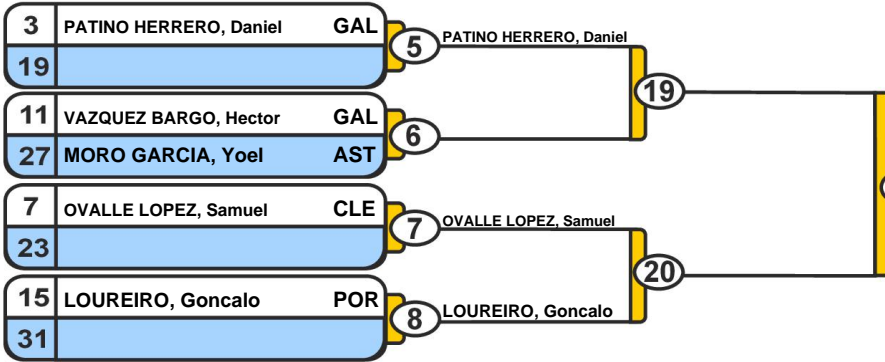 3 PATINO HERRERO, Daniel GAL
19
5
PATINO HERRERO, Daniel
11 VAZQUEZ BARGO, Hector GAL
27 MORO GARCIA, Yoel AST
6
19
7 OVALLE LOPEZ, Samuel CLE
23
7
OVALLE LOPEZ, Samuel
15 LOUREIRO, Goncalo POR
31
8
LOUREIRO, Goncalo
20